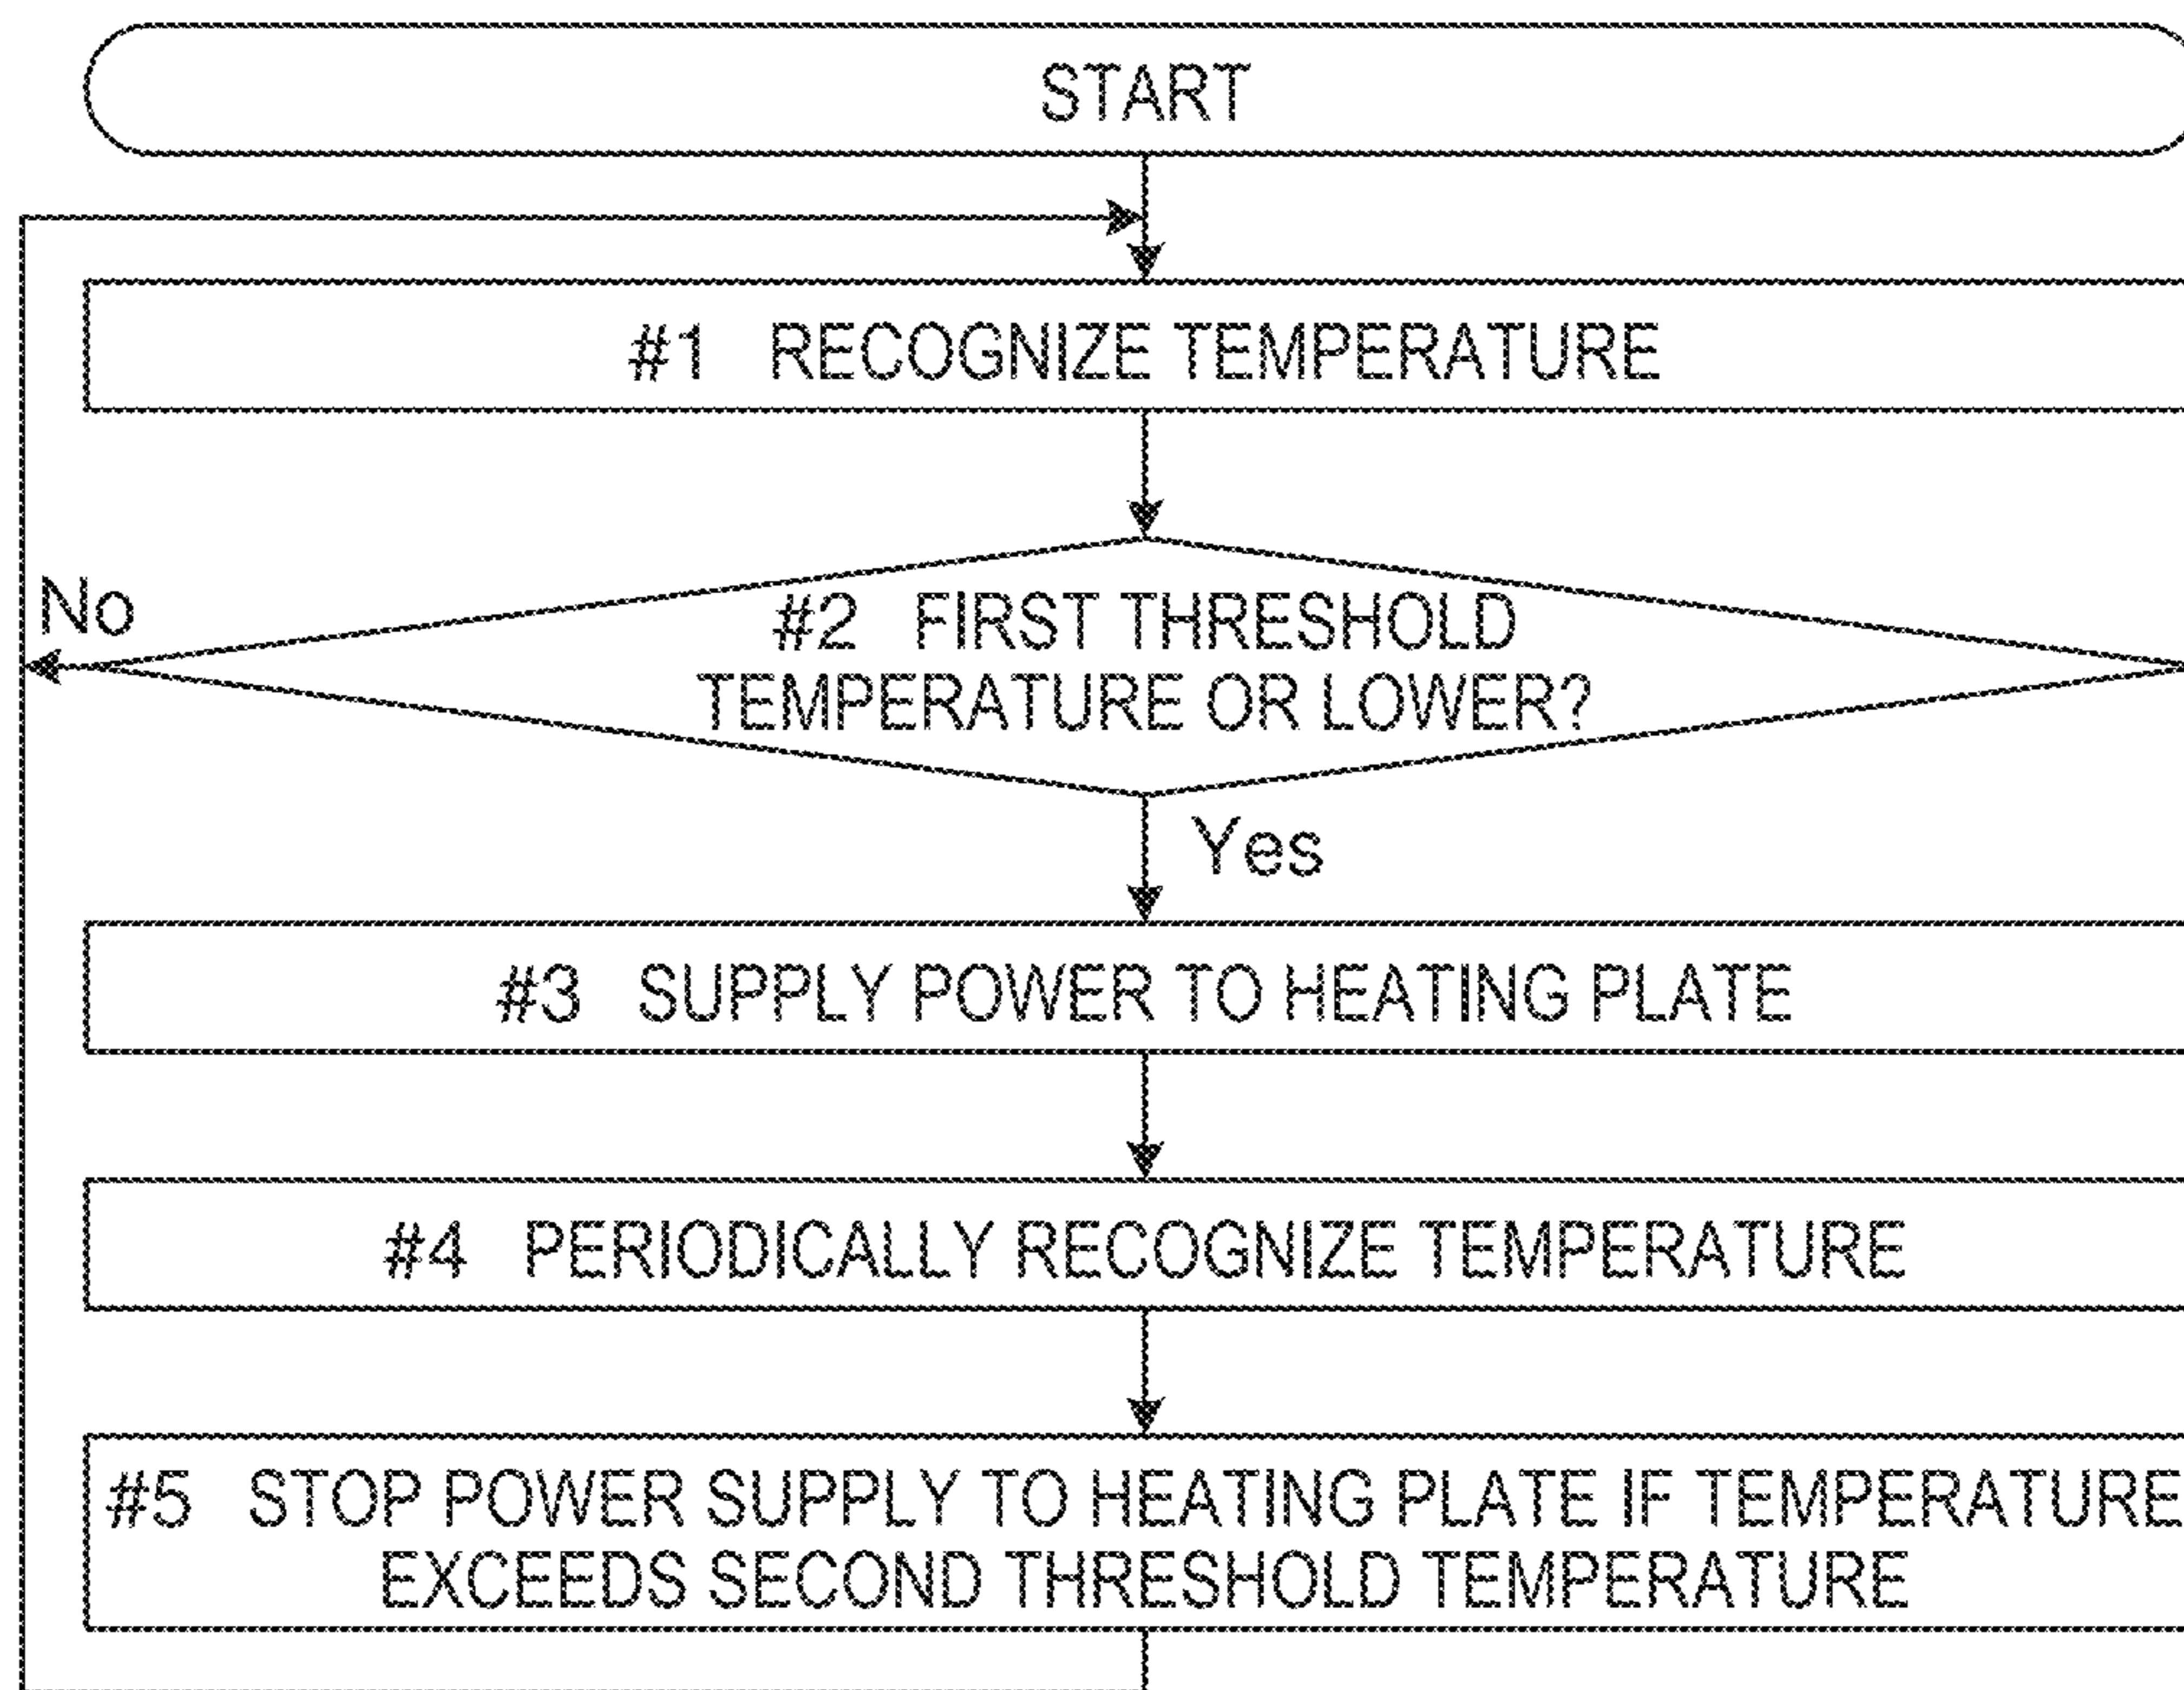 START
#1 RECOGNIZE TEMPERATURE
No
#2 FIRST THRESHOLD
TEMPERATURE OR LOWER?
Yes
#3 SUPPLY POWER TO HEATING PLATE
#4 PERIODICALLY RECOGNIZE TEMPERATURE
#5 STOP POWER SUPPLY TO HEATING PLATE IF TEMPERATURE
EXCEEDS SECOND THRESHOLD TEMPERATURE